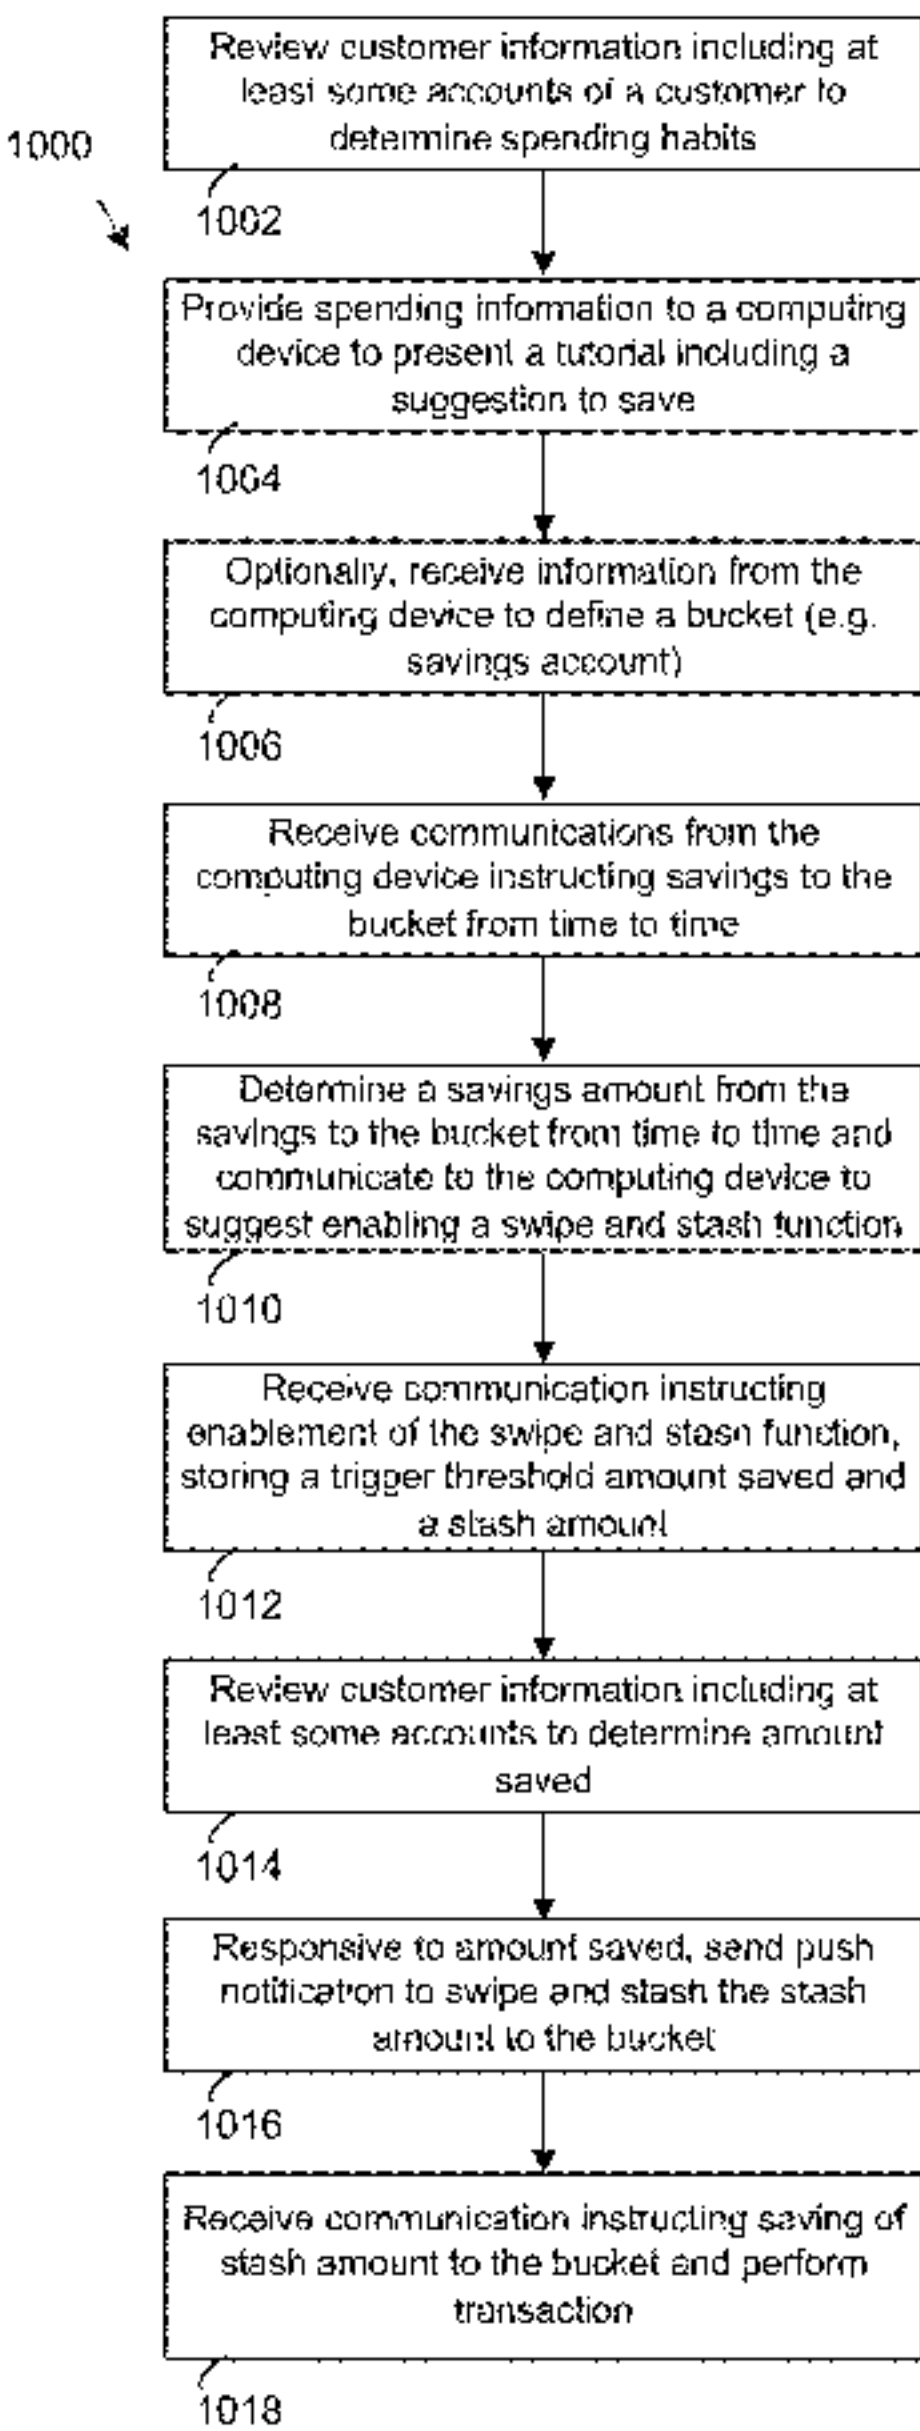 Review customer information including at
least some accounts of a customer to
determine spending habits
1000
1002
Provide spending information to a computing
device to present a tutorial including a
suggestion to save
1004
Optionally, receive information from the
computing device to define a bucket (e.g.
savings account)
1006
Receive communications from the
computing device instructing savings to the
bucket from time to time
1008
Determine a savings amount from the
savings to the bucket from time to time and
communicate to the computing device to
suggest enabling a swipe and stash function
1010
Receive communication instructing
enablement of the swipe and stash function,
storing a trigger threshold amount saved and
a stash amount
1012
Review customer information including at
least some accounts to determine amount
saved
1014
Responsive to amount saved, send push
notification to swipe and stash the stash
amount to the bucket
1016
Receive communication instructing saving of
stash amount to the bucket and perform
transaction
1018